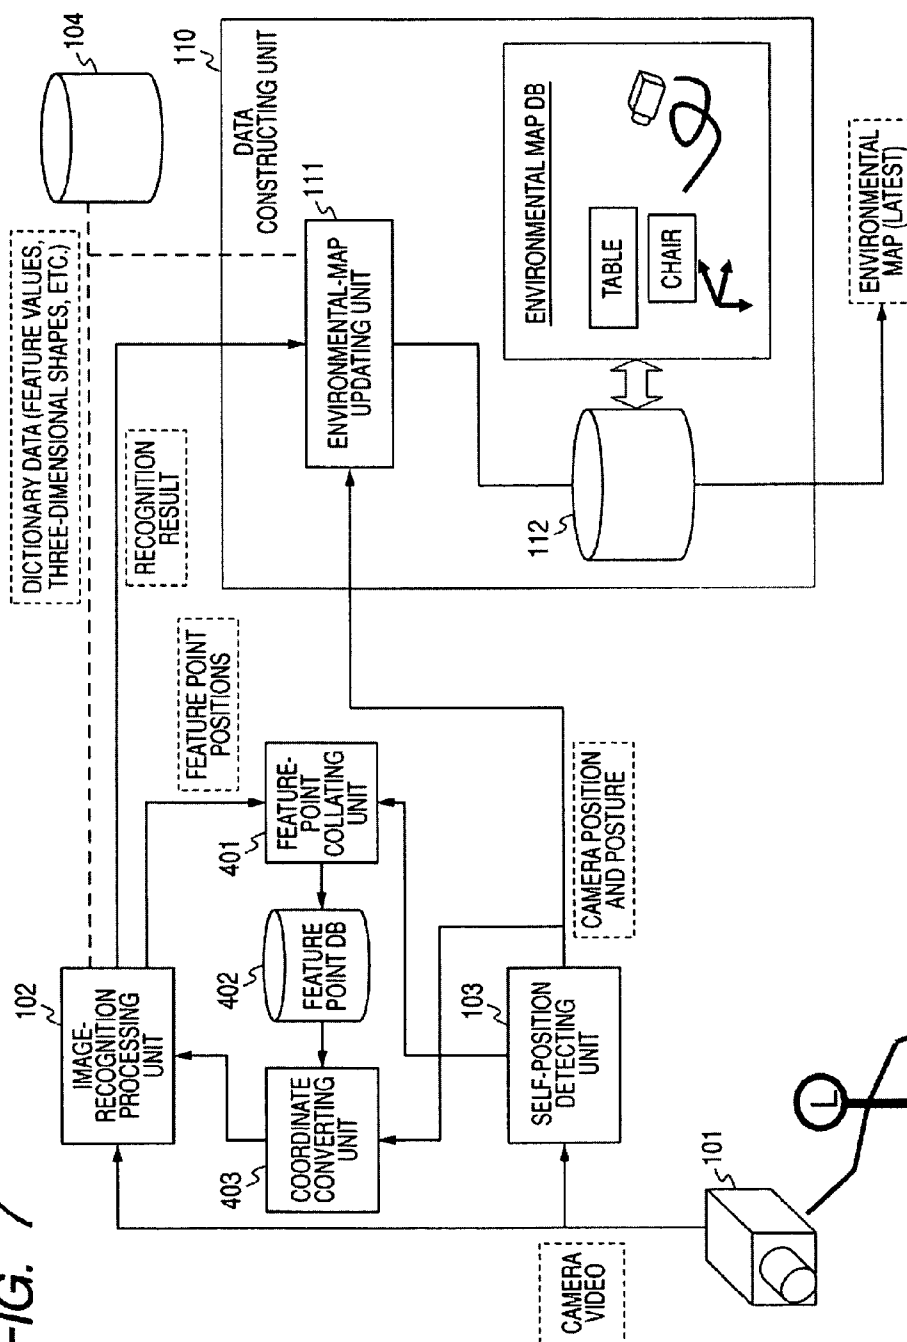 FIG. 7
DICTIONARY DATA (FEATURE VALUES,
THREE-DIMENSIONAL SHAPES, ETC.)
104
RECOGNITION
RESULT
110
DATA
CONSTRUCTING UNIT
102
IMAGE-
RECOGNITION
PROCESSING
UNIT
FEATURE POINT
POSITIONS
111
ENVIRONMENTAL-MAP
UPDATING UNIT
403
COORDINATE
CONVERTING
UNIT
402
FEATURE
POINT DB
401
FEATURE-
POINT
COLLATING
UNIT
ENVIRONMENTAL MAP DB
TABLE
CHAIR
112
103
SELF-POSITION
DETECTING
UNIT
CAMERA POSITION
AND POSTURE
CAMERA
VIDEO
101
L
ENVIRONMENTAL
MAP (LATEST)